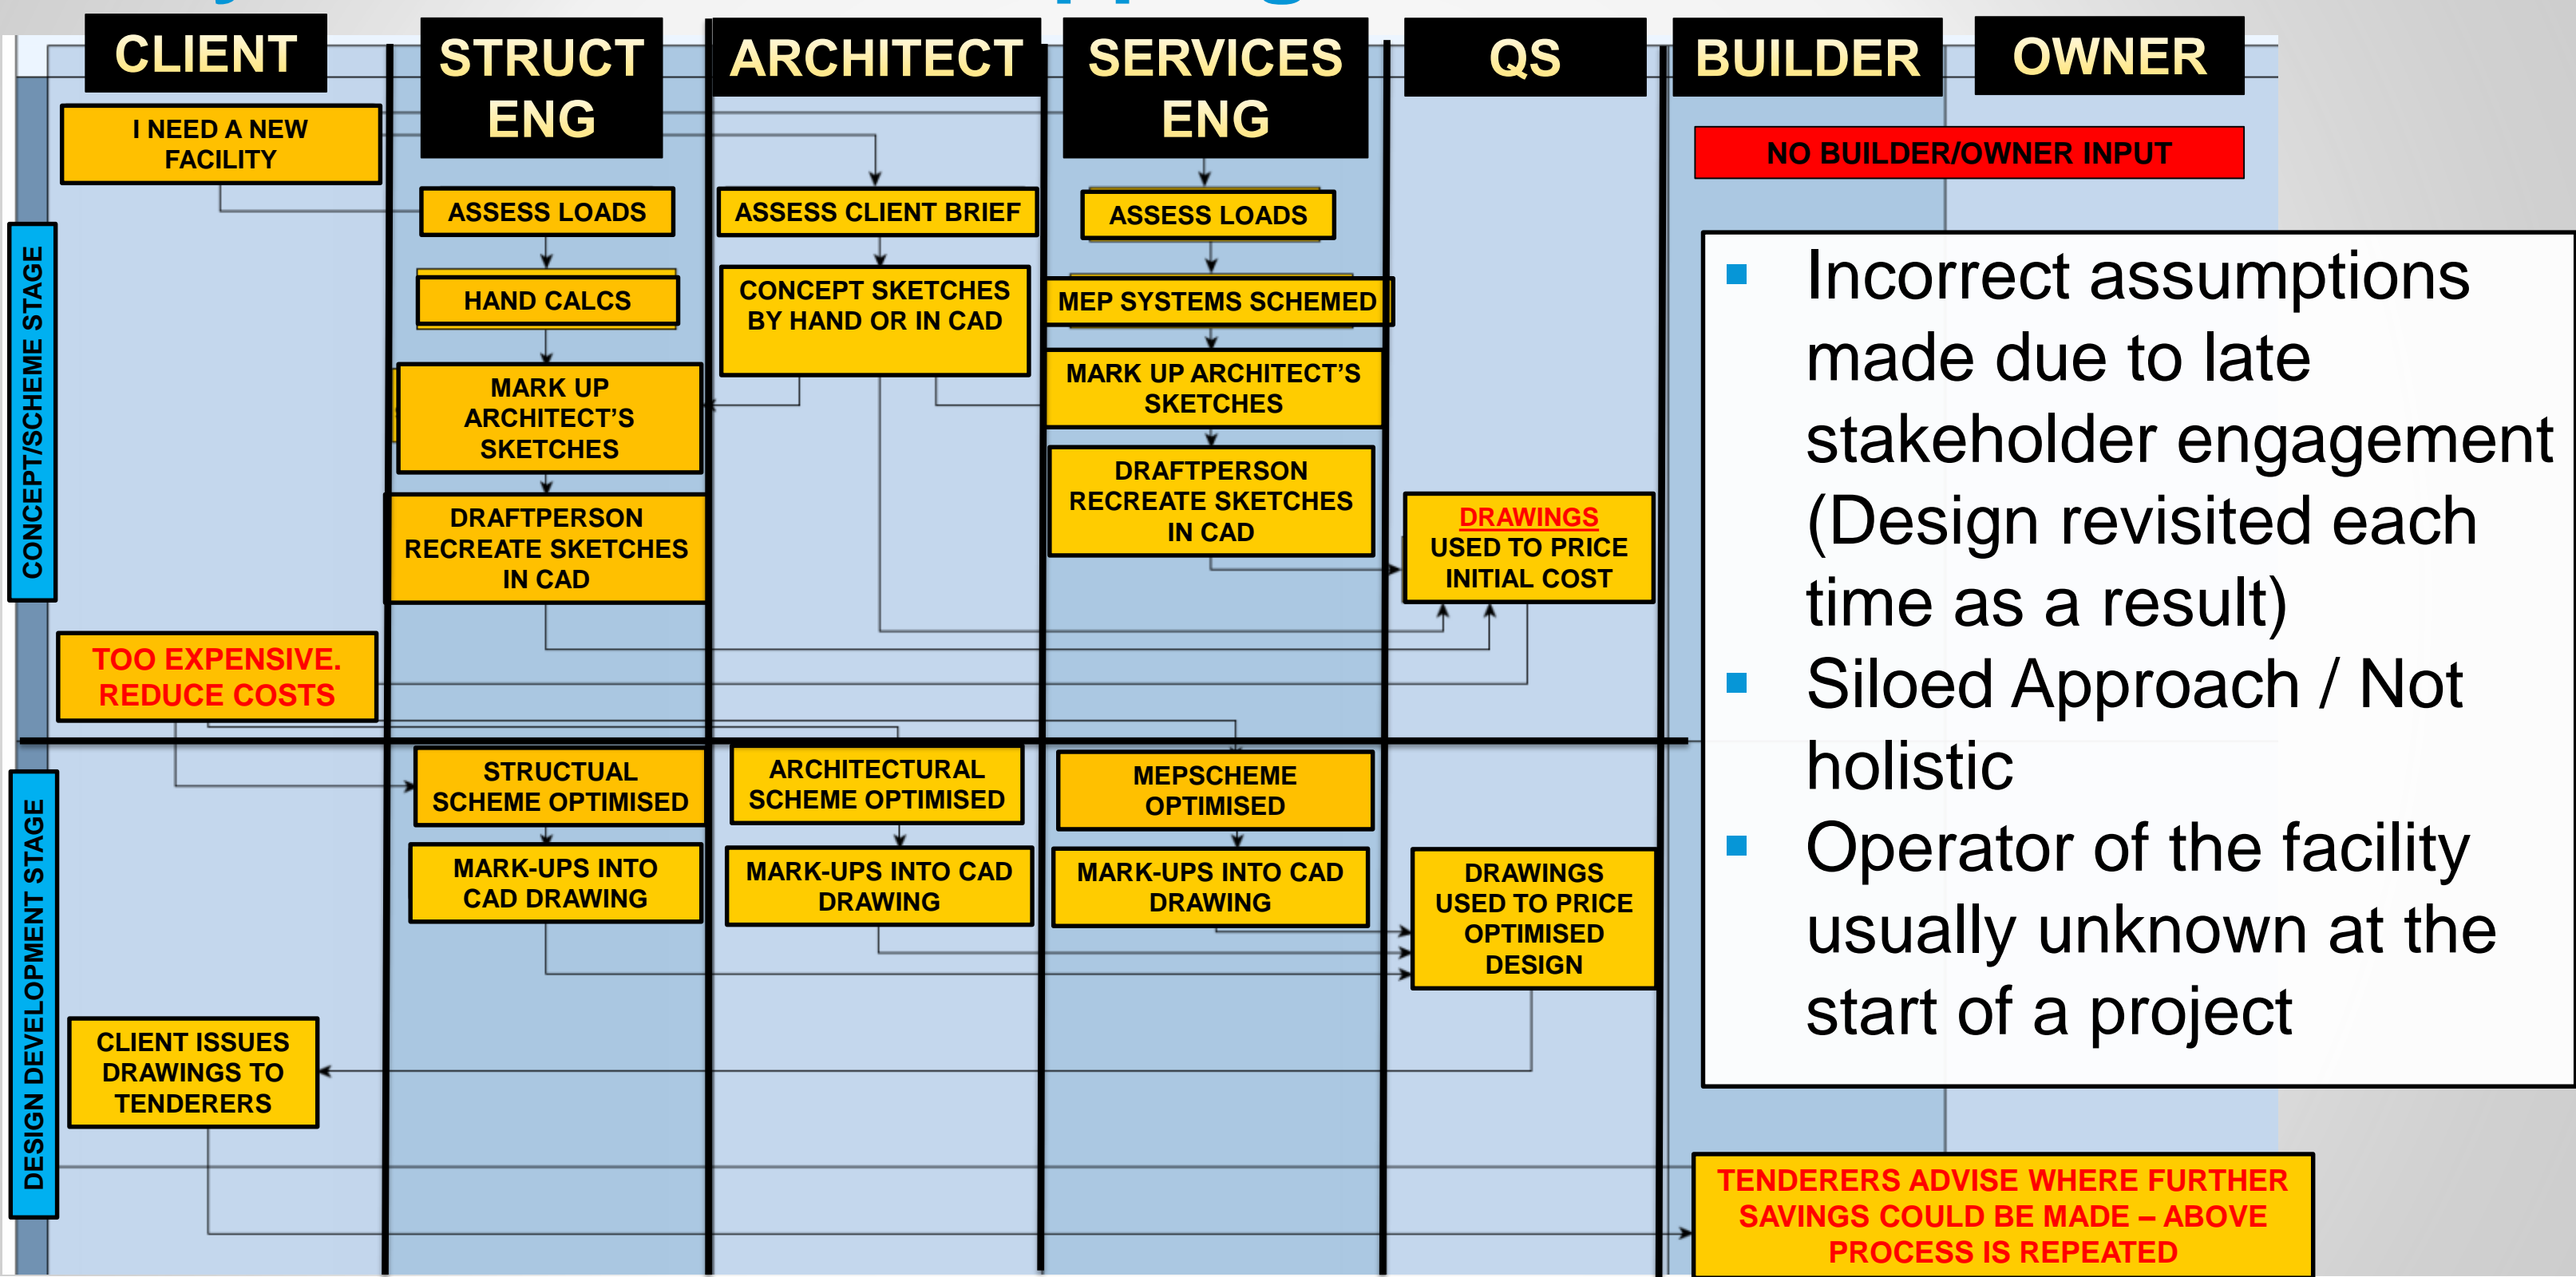 CLIENT
STRUCT
ENG
ARCHITECT
SERVICES
ENG
QS
BUILDER
OWNER
I NEED A NEW
FACILITY
NO BUILDER/OWNER INPUT
CONCEPT/SCHEME STAGE
ASSESS LOADS
ASSESS CLIENT BRIEF
ASSESS LOADS
HAND CALCS
CONCEPT SKETCHES
BY HAND OR IN CAD
MEP SYSTEMS SCHEMED
MARK UP
ARCHITECT’S
SKETCHES
MARK UP ARCHITECT’S
SKETCHES
DRAFTPERSON
RECREATE SKETCHES
IN CAD
DRAFTPERSON
RECREATE SKETCHES
IN CAD
DRAWINGS
USED TO PRICE
INITIAL COST
TOO EXPENSIVE.
REDUCE COSTS
DESIGN DEVELOPMENT STAGE
STRUCTUAL
SCHEME OPTIMISED
ARCHITECTURAL
SCHEME OPTIMISED
MEPSCHEME
OPTIMISED
MARK-UPS INTO
CAD DRAWING
MARK-UPS INTO CAD
DRAWING
MARK-UPS INTO CAD
DRAWING
DRAWINGS
USED TO PRICE
OPTIMISED
DESIGN
CLIENT ISSUES
DRAWINGS TO
TENDERERS
TENDERERS ADVISE WHERE FURTHER
SAVINGS COULD BE MADE – ABOVE
PROCESS IS REPEATED
▪ Incorrect assumptions
made due to late
stakeholder engagement
(Design revisited each
time as a result)
▪ Siloed Approach / Not
holistic
▪ Operator of the facility
usually unknown at the
start of a project